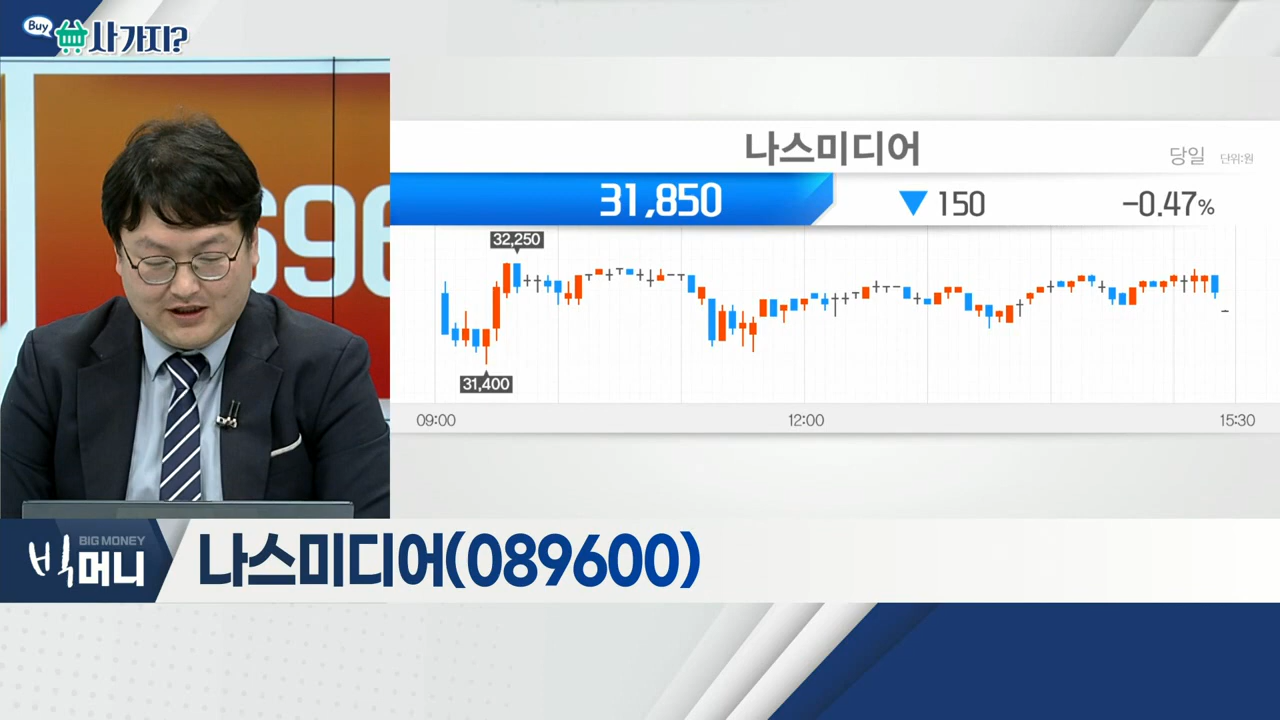 Buy
사가지?
696
나스미디어
당일 단위:원
31,850 ▼150 -0.47%
32,250
31,400
09:00 12:00 15:30
BIG MONEY
빅머니
나스미디어(089600)